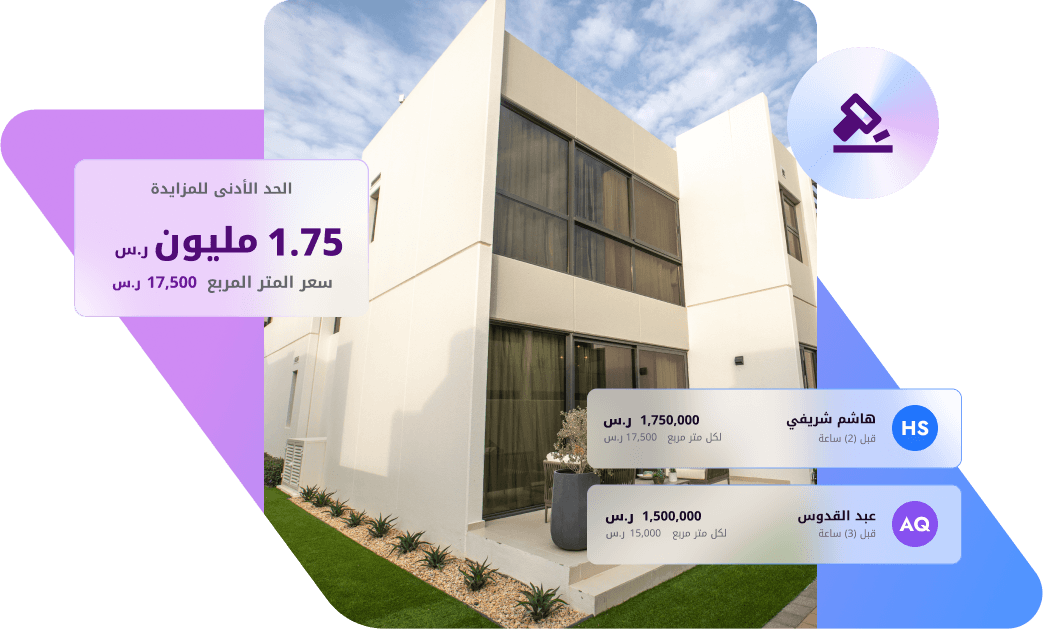 الحد الأدنى للمزايدة
1.75 مليون ر.س
سعر المتر المربع 17,500 ر.س
HS
هاشم شريفي
1,750,000 ر.س
قبل (2) ساعة
لكل متر مربع 17,500 ر.س
AQ
عبد القدوس
1,500,000 ر.س
قبل (3) ساعة
لكل متر مربع 15,000 ر.س